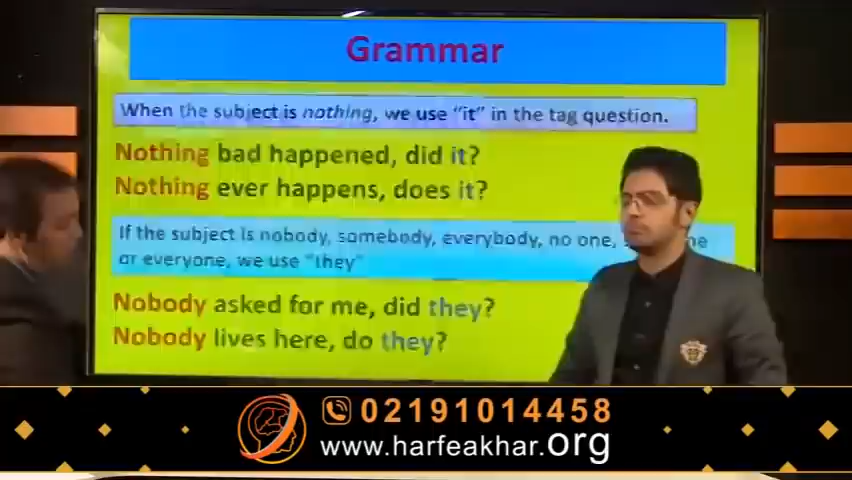 Grammar
When the subject is nothing, we use "it" in the tag question.
Nothing bad happened, did it?
Nothing ever happens, does it?
If the subject is nobody, somebody, everybody, no one,
or everyone, we use "they"
Nobody asked for me, did they?
Nobody lives here, do they?
02191014458
www.harfeakhar.org